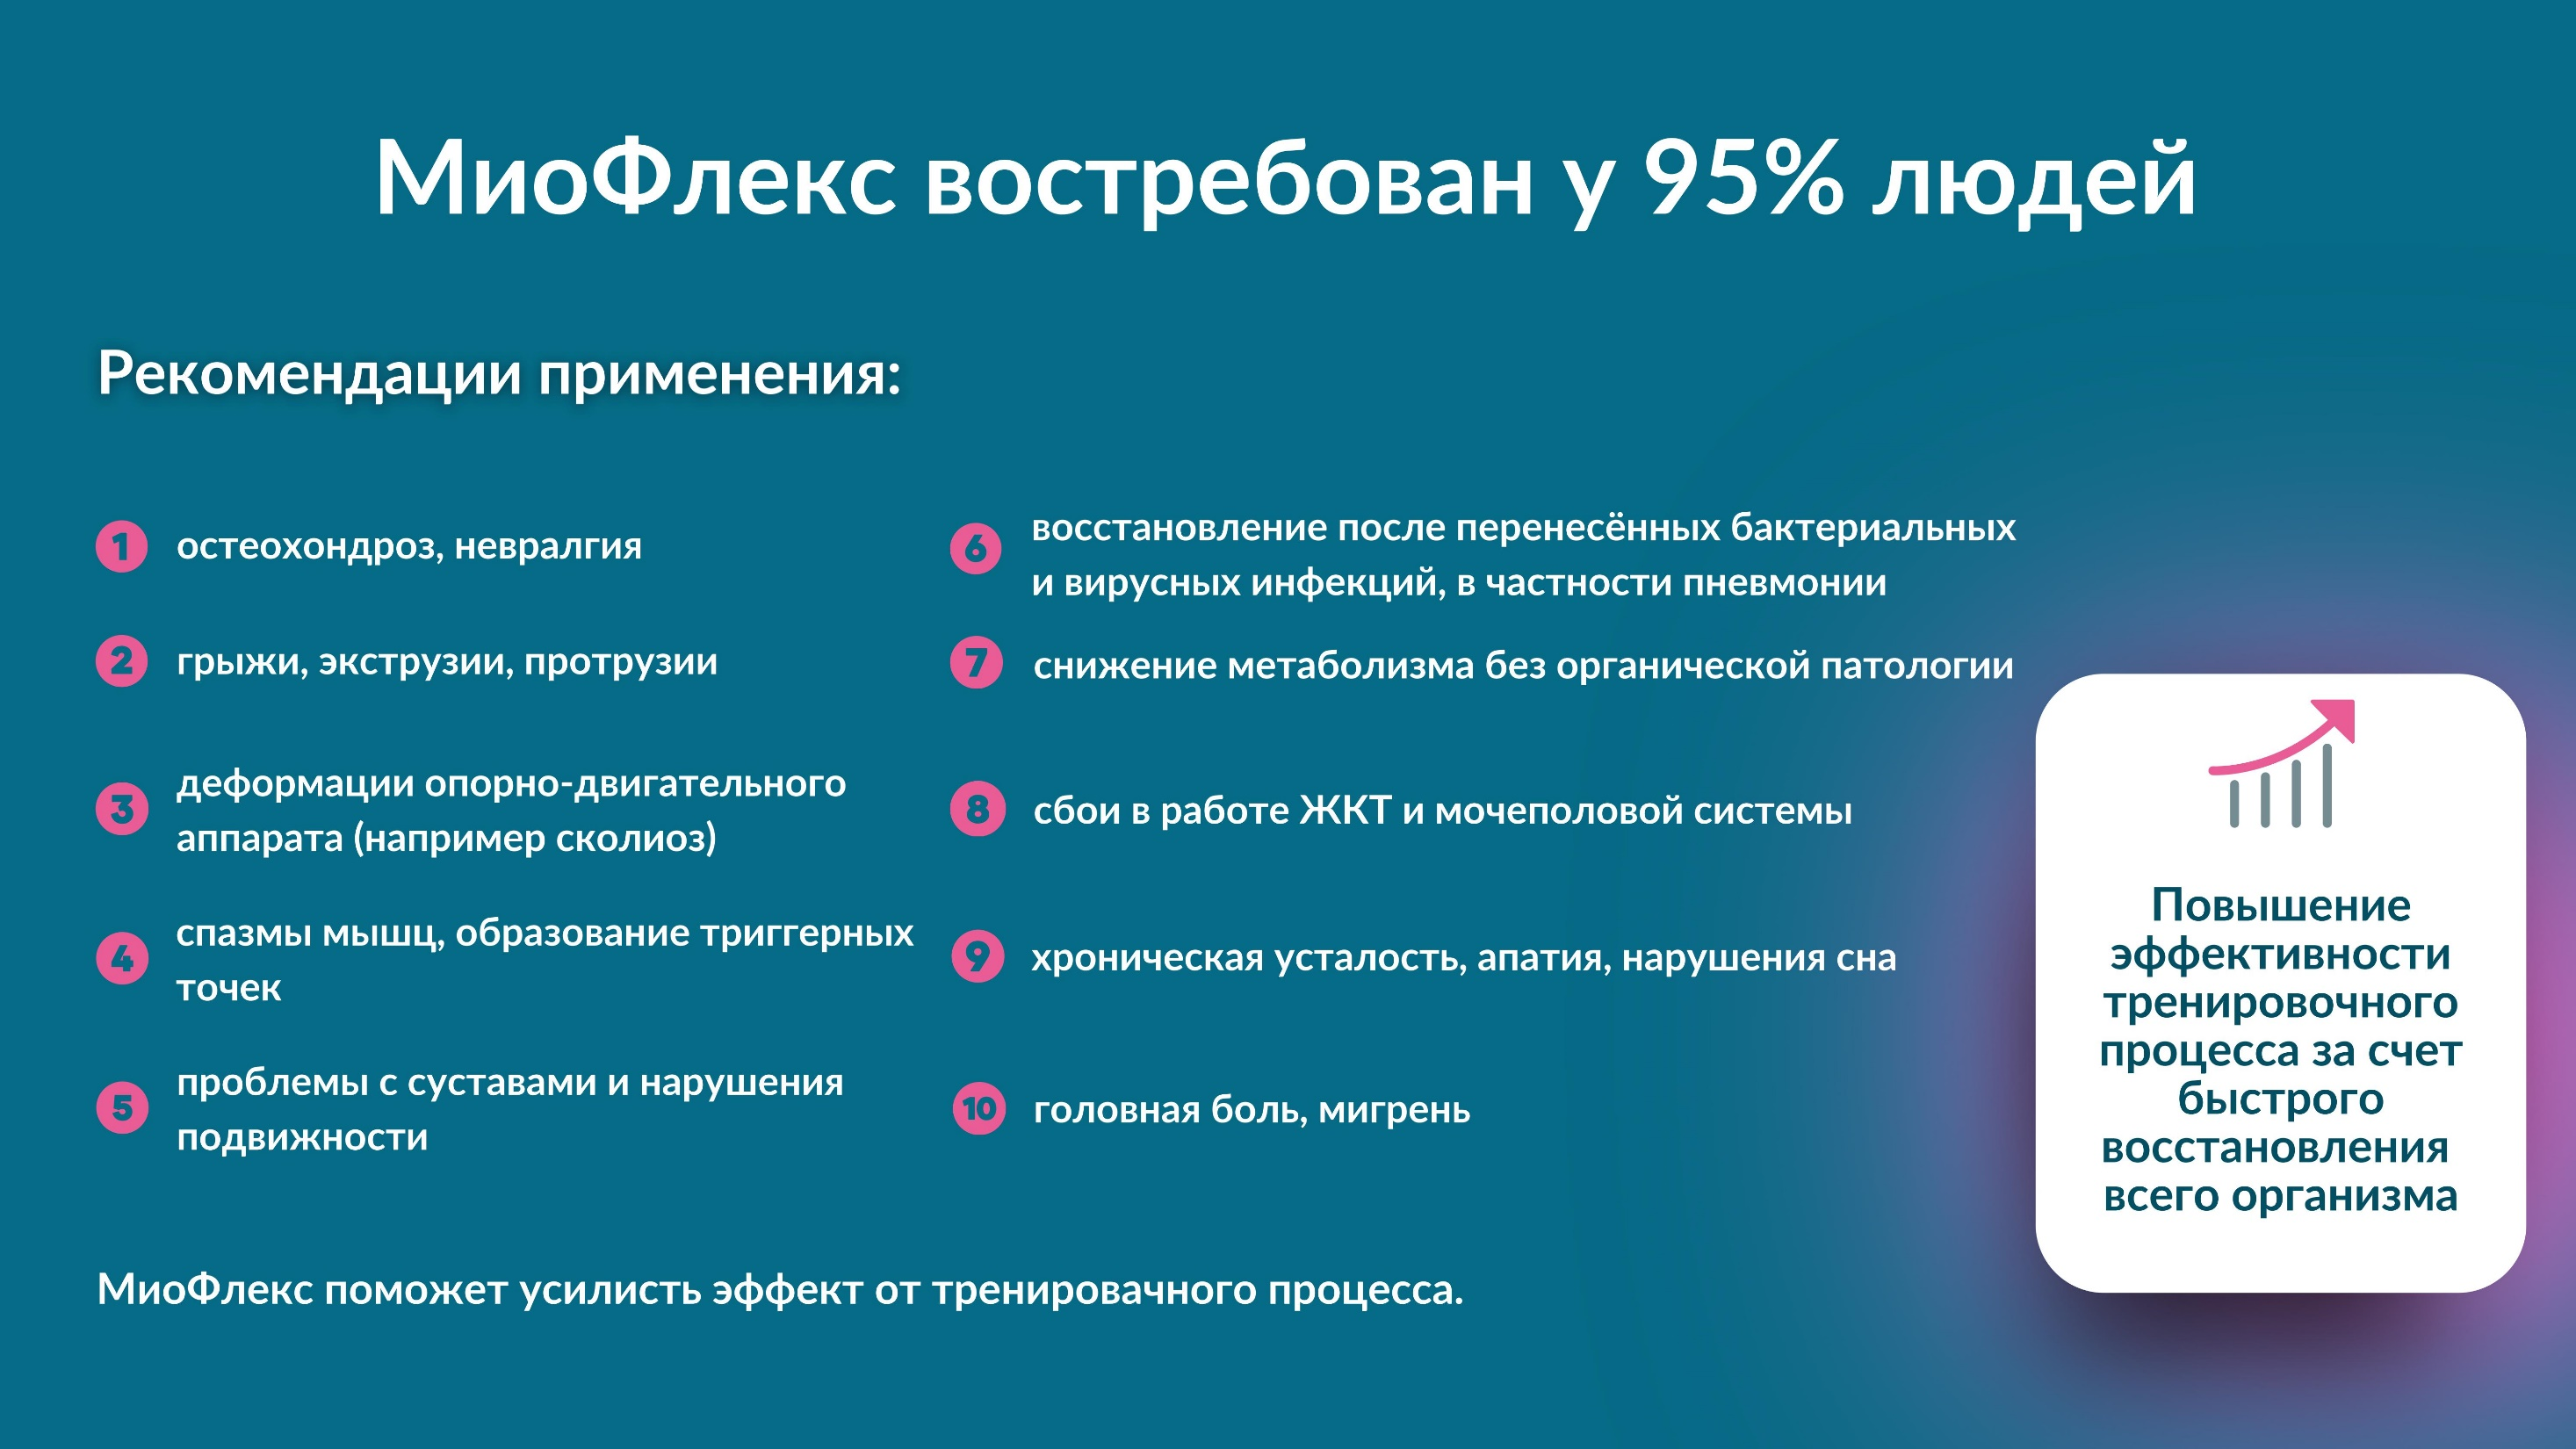 МиоФлекс востребован у 95% людей
Рекомендации применения:
1 остеохондроз, невралгия
2 грыжи, экструзии, протрузии
3 деформации опорно-двигательного
аппарата (например сколиоз)
4 спазмы мышц, образование триггерных
точек
5 проблемы с суставами и нарушения
подвижности
6 восстановление после перенесённых бактериальных
и вирусных инфекций, в частности пневмонии
7 снижение метаболизма без органической патологии
8 сбои в работе ЖКТ и мочеполовой системы
9 хроническая усталость, апатия, нарушения сна
10 головная боль, мигрень
Повышение
эффективности
тренировочного
процесса за счет
быстрого
восстановления
всего организма
МиоФлекс поможет усилисть эффект от тренировачного процесса.